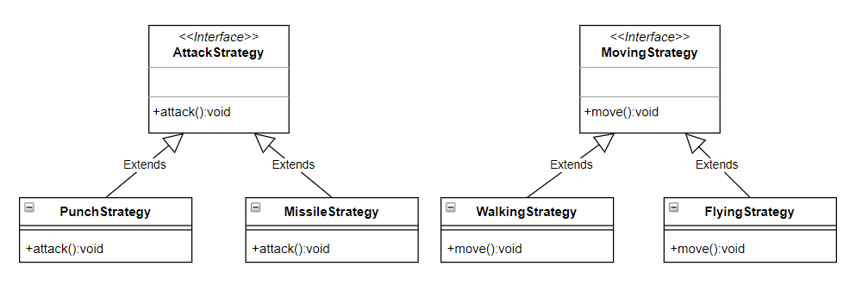 <<Interface>>
AttackStrategy
+attack():void
<<Interface>>
MovingStrategy
+move():void
Extends
Extends
Extends
Extends
PunchStrategy
+attack():void
MissileStrategy
+attack():void
WalkingStrategy
+move():void
FlyingStrategy
+move():void